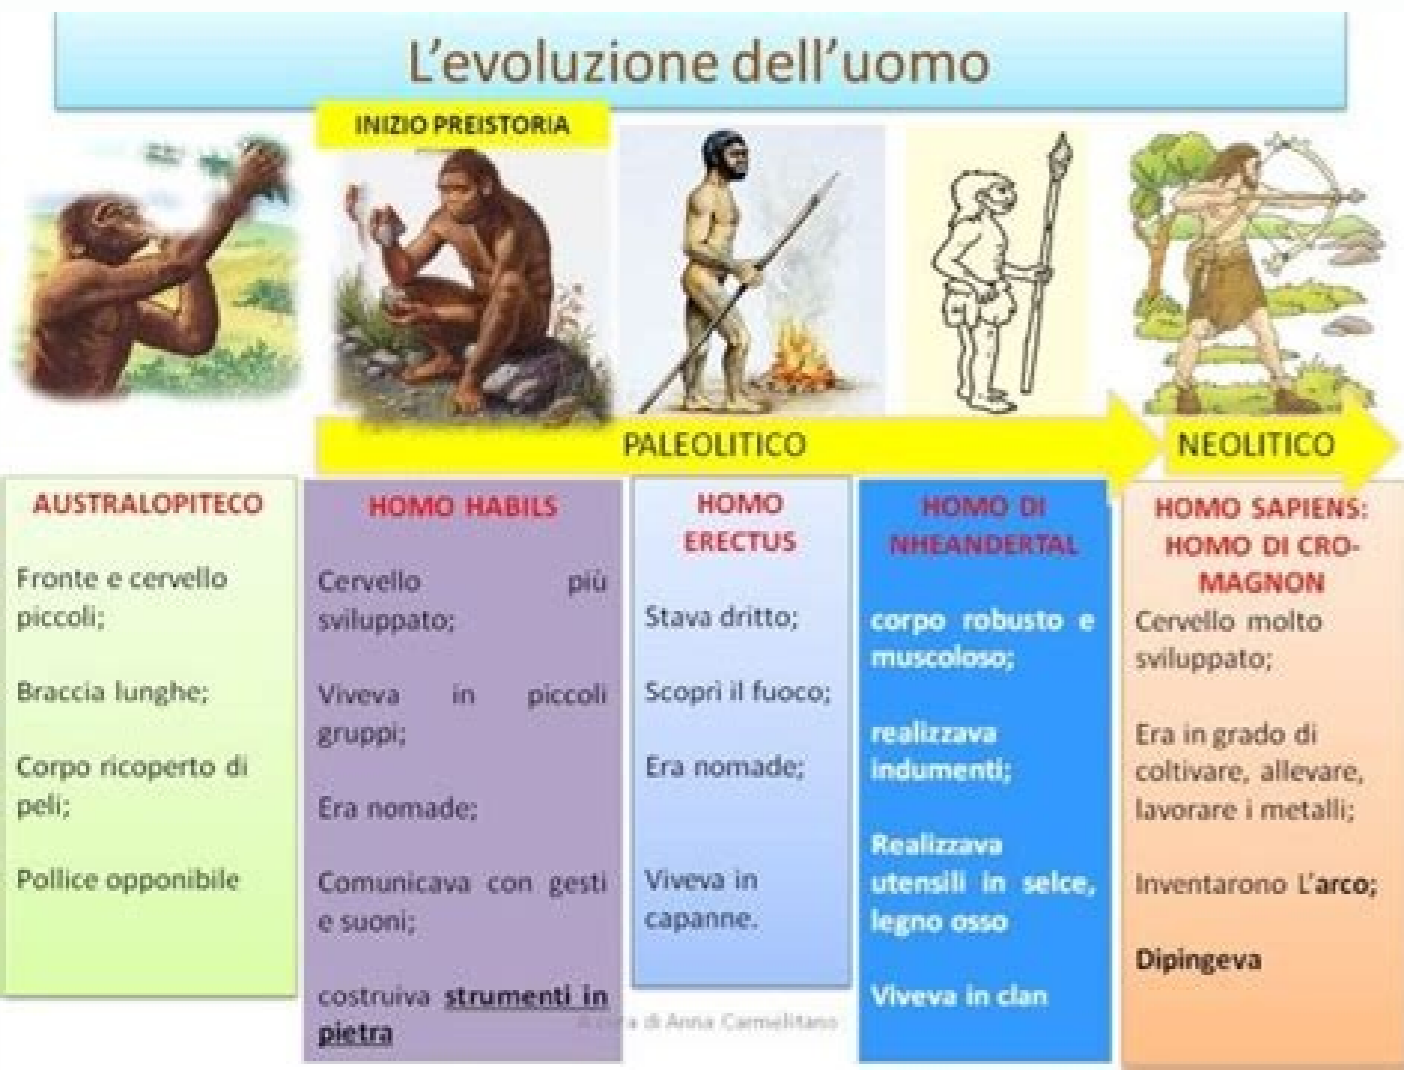 L'evoluzione dell'uomo
INIZIO PREISTORIA
PALEOLITICO
NEOLITICO
AUSTRALOPITECO
Fronte e cervello
piccoli;
Braccia lunghe;
Corpo ricoperto di
peli;
Pollice opponibile
HOMO HABILS
Cervello più
sviluppato;
Viveva in piccoli
gruppi;
Era nomade;
Comunicava con gesti
e suoni;
costruiva strumenti in
pietra
HOMO
ERECTUS
Stava dritto;
Scoprì il fuoco;
Era nomade;
Viveva in
capanne.
HOMO DI
NHEANDERTAL
corpo robusto e
muscoloso;
realizzava
indumenti;
Realizzava
utensili in selce,
legno osso
Viveva in clan
HOMO SAPIENS:
HOMO DI CRO-
MAGNON
Cervello molto
sviluppato;
Era in grado di
coltivare, allevare,
lavorare i metalli;
Inventarono L'arco;
Dipingeva
A cura di Anna Carmelitano